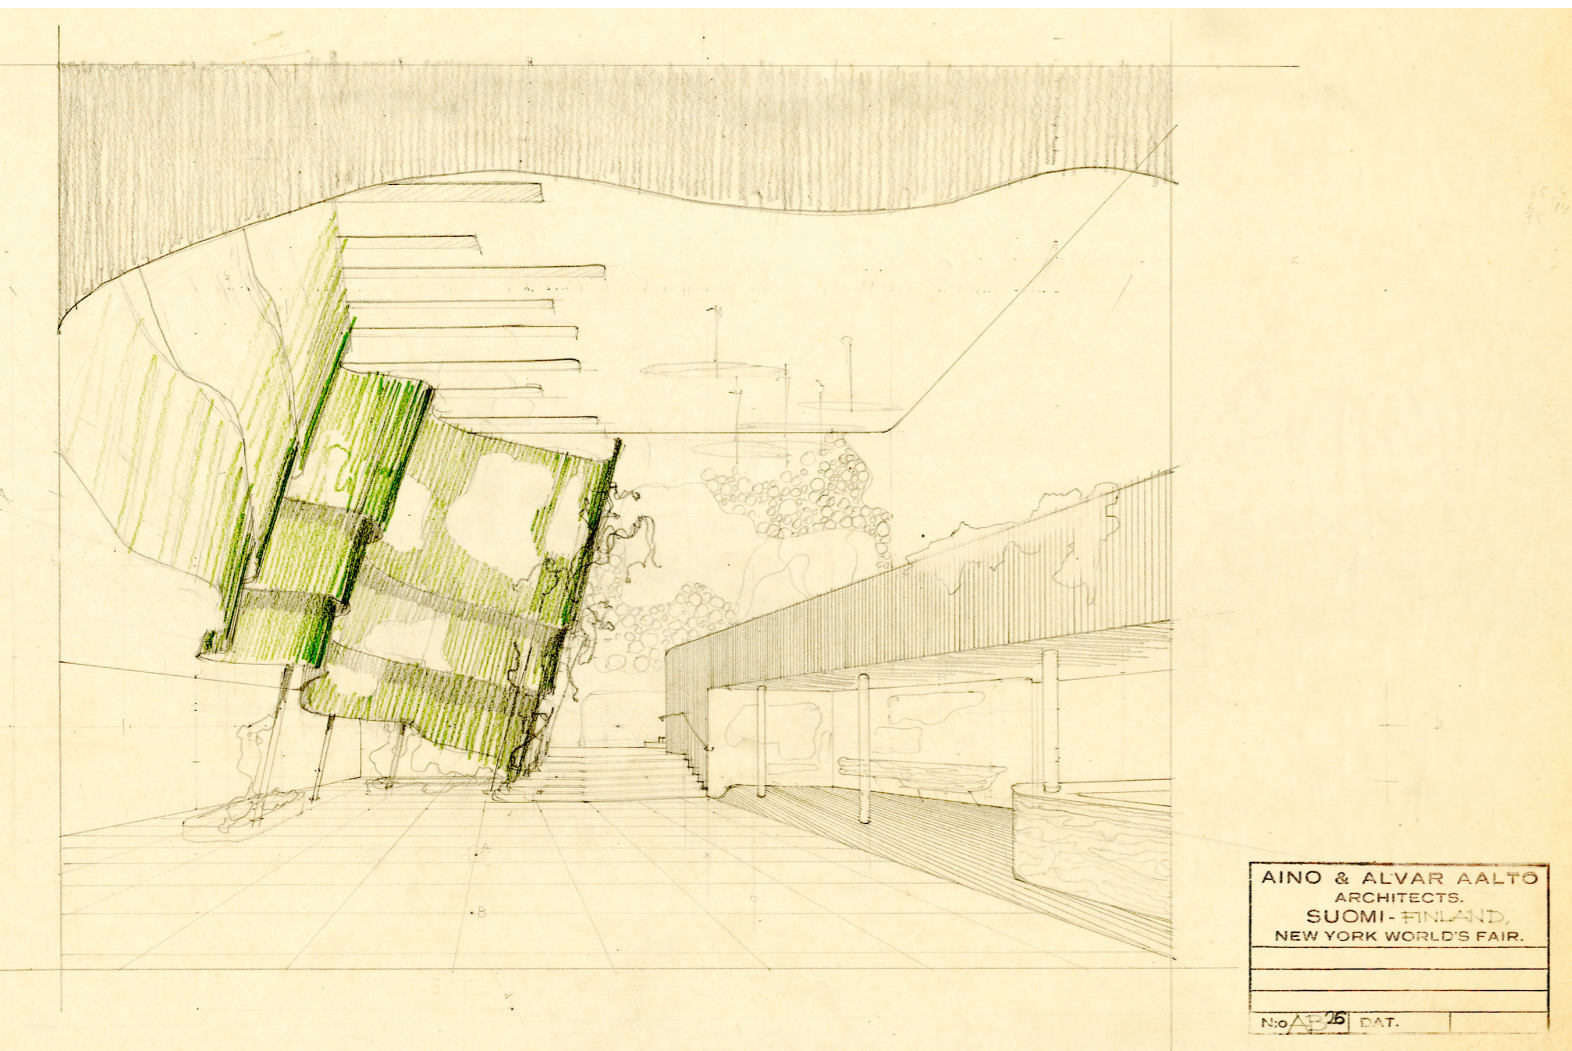 AINO & ALVAR AALTO
ARCHITECTS.
SUOMI-FINLAND,
NEW YORK WORLD'S FAIR.
N:o AB 26 DAT.
A
B